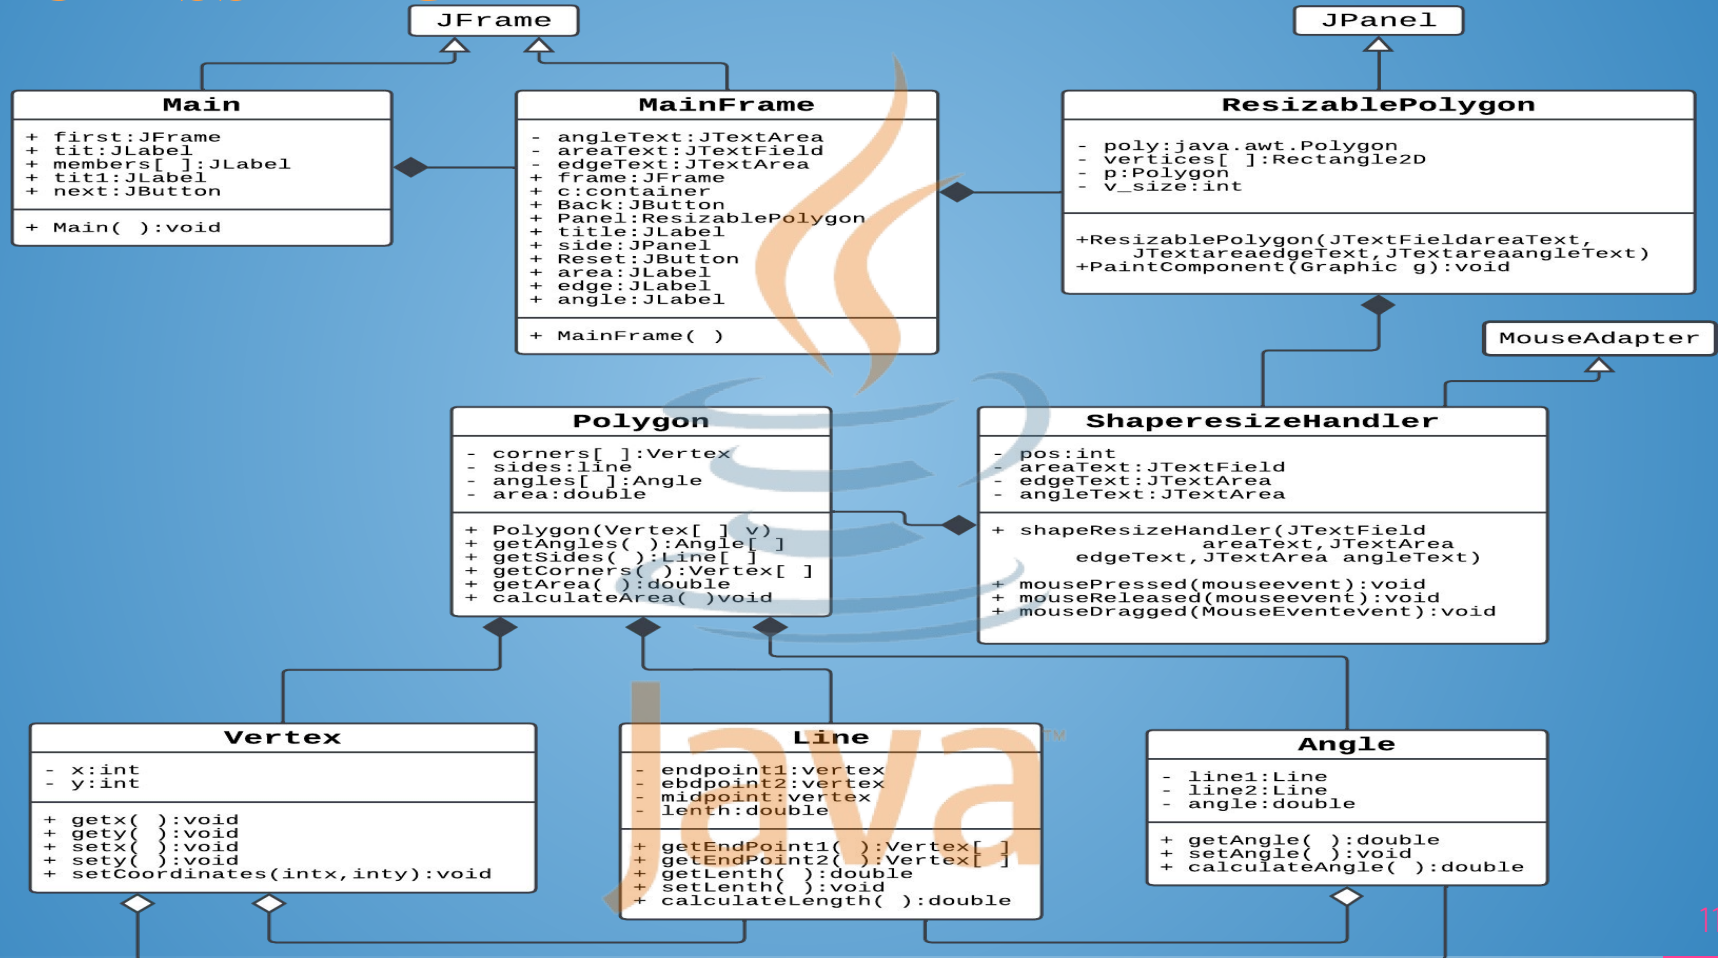 JFrame
JPanel
Main
+ first:JFrame
+ tit:JLabel
+ members[ ]:JLabel
+ tit1:JLabel
+ next:JButton
+ Main( ):void
MainFrame
- angleText:JTextArea
- areaText:JTextField
- edgeText:JTextArea
+ frame:JFrame
+ c:container
+ Back:JButton
+ Panel:ResizablePolygon
+ title:JLabel
+ side:JPanel
+ Reset:JButton
+ area:JLabel
+ edge:JLabel
+ angle:JLabel
+ MainFrame( )
ResizablePolygon
- poly:java.awt.Polygon
- vertices[ ]:Rectangle2D
- p:Polygon
- v_size:int
+ResizablePolygon(JTextFieldareaText,
JTextareaedgeText,JTextareaangleText)
+PaintComponent(Graphic g):void
MouseAdapter
Polygon
- corners[ ]:Vertex
- sides:line
- angles[ ]:Angle
- area:double
+ Polygon(Vertex[ ] v)
+ getAngles( ):Angle[ ]
+ getSides( ):Line[ ]
+ getCorners( ):Vertex[ ]
+ getArea( ):double
+ calculateArea( )void
ShaperesizeHandler
- pos:int
- areaText:JTextField
- edgeText:JTextArea
- angleText:JTextArea
+ shapeResizeHandler(JTextField
areaText,JTextArea
edgeText,JTextArea angleText)
+ mousePressed(mouseevent):void
+ mouseReleased(mouseevent):void
+ mouseDragged(MouseEventevent):void
Vertex
- x:int
- y:int
+ getx( ):void
+ gety( ):void
+ setx( ):void
+ sety( ):void
+ setCoordinates(intx,inty):void
Line
- endpoint1:vertex
- ebdpoint2:vertex
- midpoint:vertex
- lenth:double
+ getEndPoint1( ):Vertex[ ]
+ getEndPoint2( ):Vertex[ ]
+ getLenth( ):double
+ setLenth( ):void
+ calculateLength( ):double
Angle
- line1:Line
- line2:Line
- angle:double
+ getAngle( ):double
+ setAngle( ):void
+ calculateAngle( ):double
Java
TM